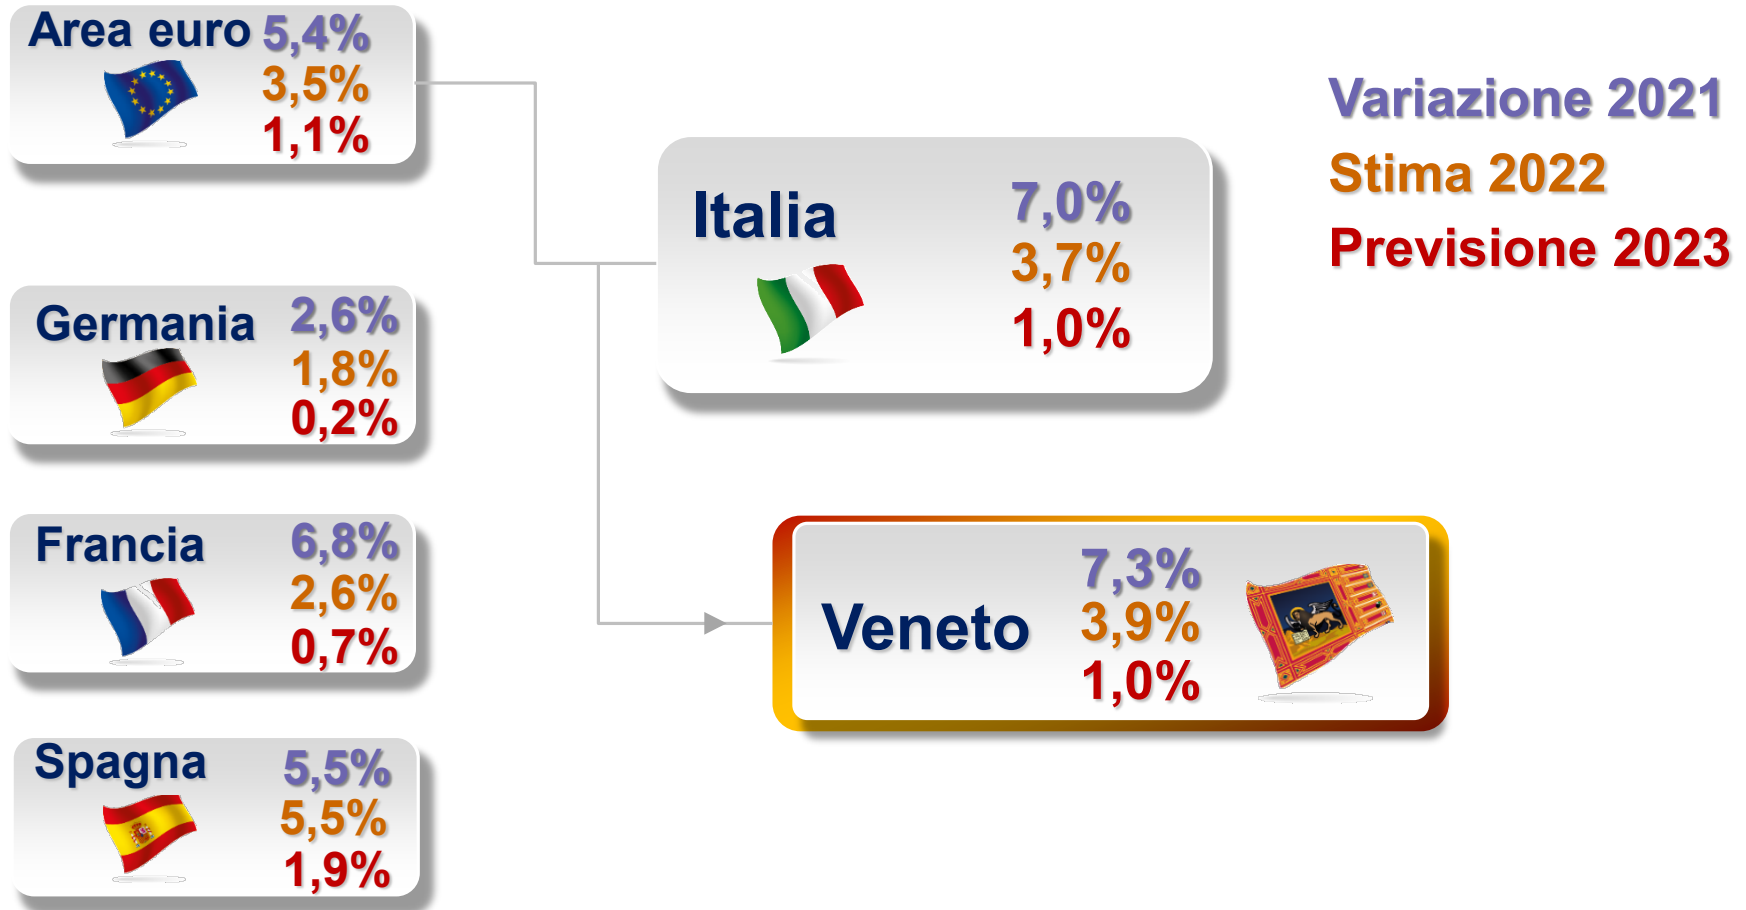 Area euro 5,4%
3,5%
1,1%
Germania 2,6%
1,8%
0,2%
Francia 6,8%
2,6%
0,7%
Spagna 5,5%
5,5%
1,9%
Italia 7,0%
3,7%
1,0%
Veneto 7,3%
3,9%
1,0%
Variazione 2021
Stima 2022
Previsione 2023